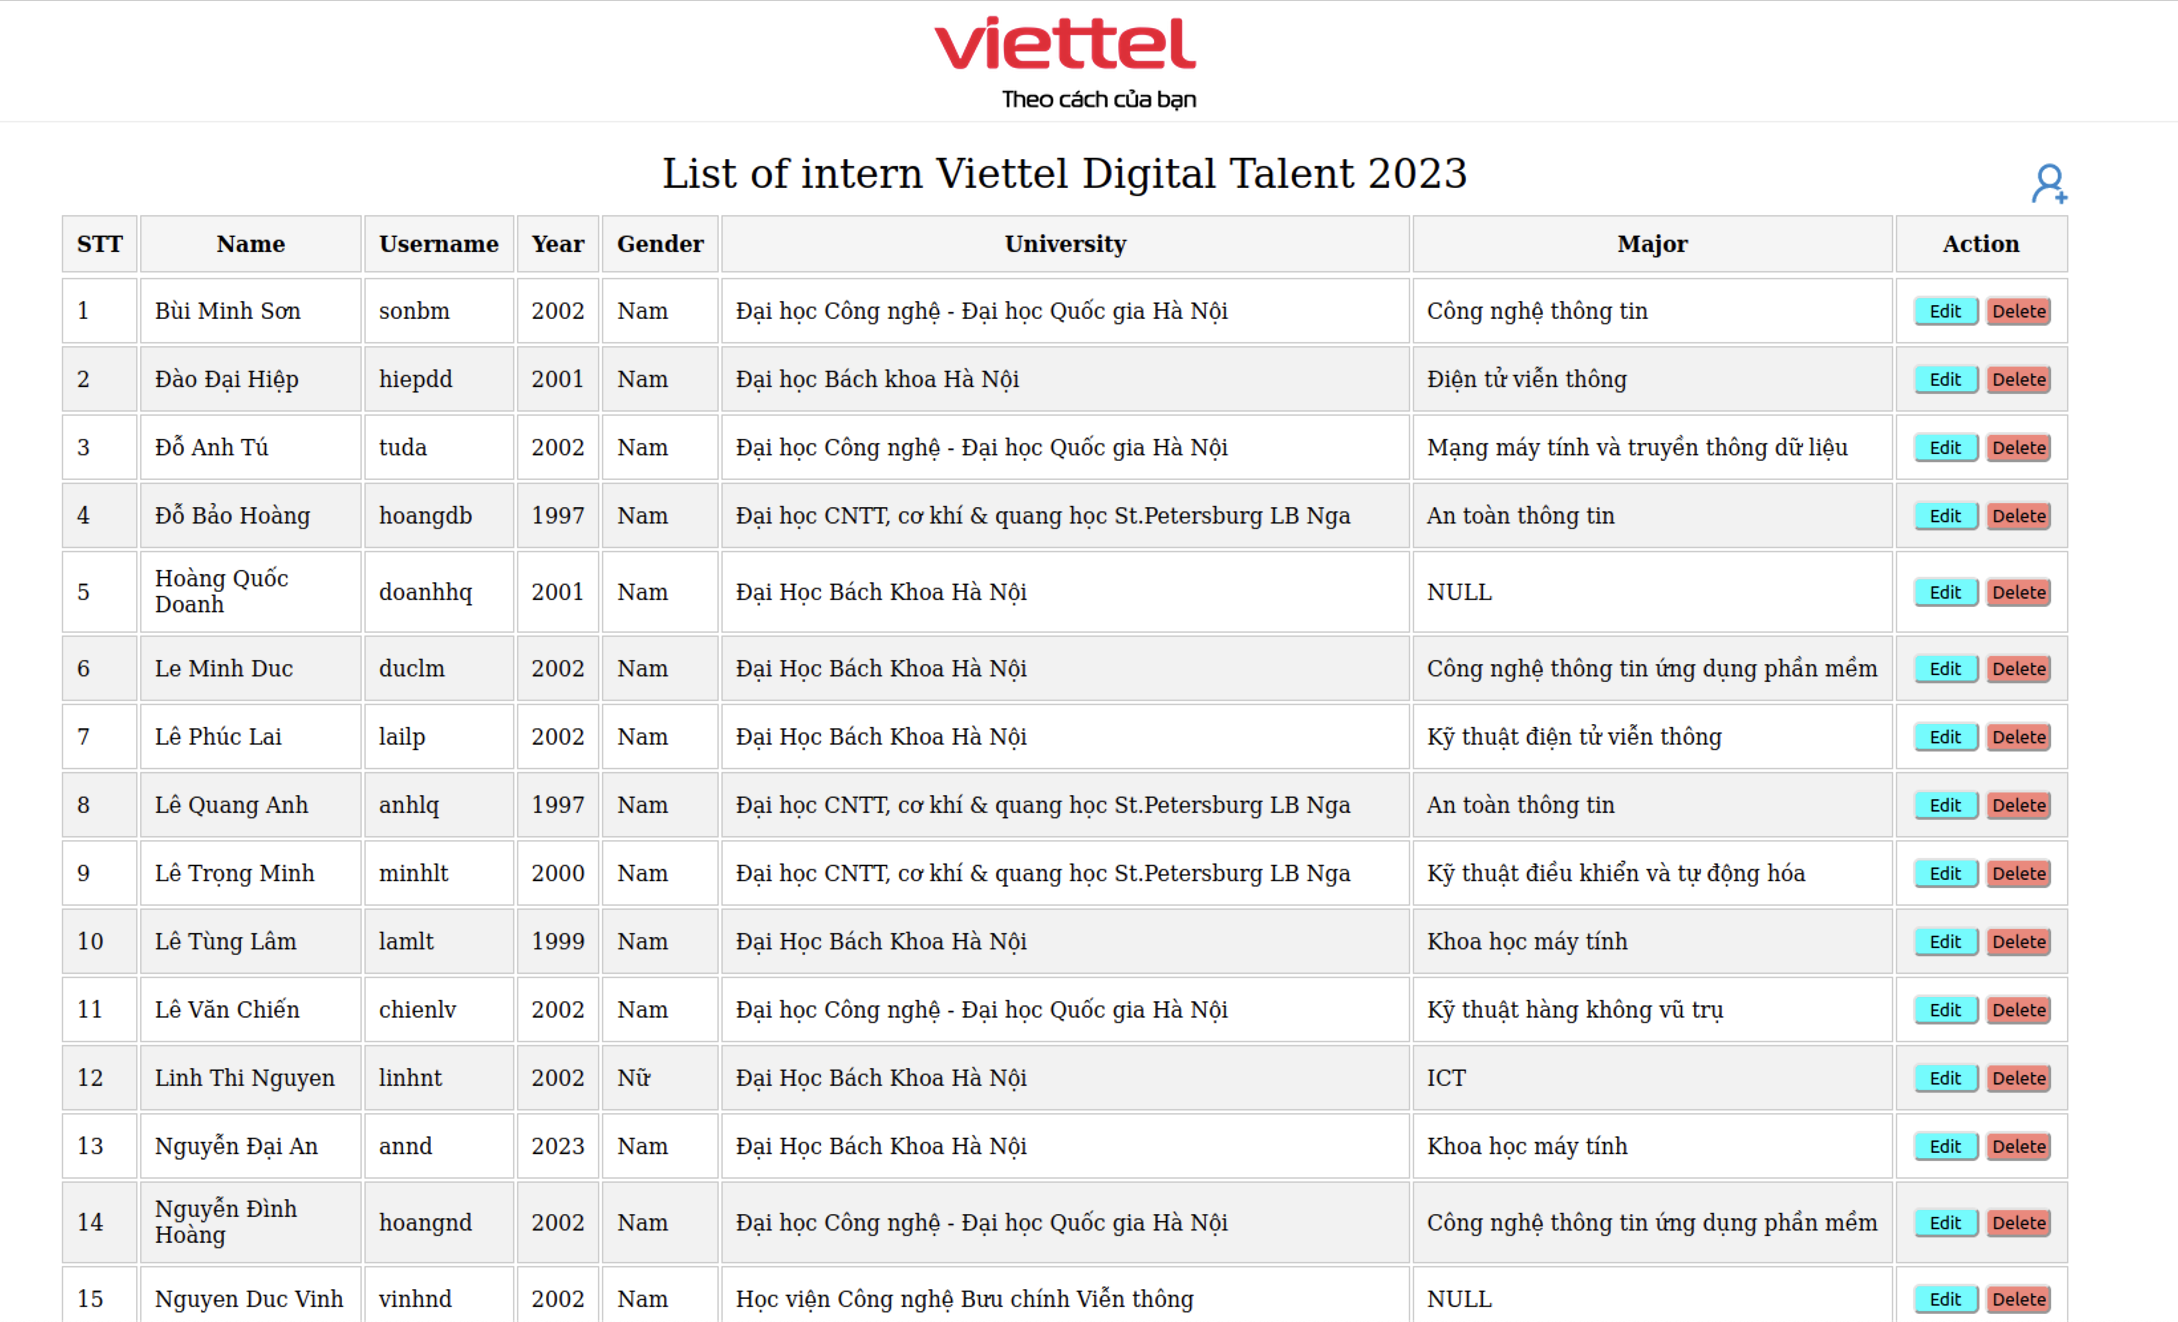 viettel
Theo cách của bạn
List of intern Viettel Digital Talent 2023
STT Name Username Year Gender University Major Action
1 Bùi Minh Sơn sonbm 2002 Nam Đại học Công nghệ - Đại học Quốc gia Hà Nội Công nghệ thông tin Edit Delete
2 Đào Đại Hiệp hiepdd 2001 Nam Đại học Bách khoa Hà Nội Điện tử viễn thông Edit Delete
3 Đỗ Anh Tú tuda 2002 Nam Đại học Công nghệ - Đại học Quốc gia Hà Nội Mạng máy tính và truyền thông dữ liệu Edit Delete
4 Đỗ Bảo Hoàng hoangdb 1997 Nam Đại học CNTT, cơ khí & quang học St.Petersburg LB Nga An toàn thông tin Edit Delete
5 Hoàng Quốc Doanh doanhhq 2001 Nam Đại Học Bách Khoa Hà Nội NULL Edit Delete
6 Le Minh Duc duclm 2002 Nam Đại Học Bách Khoa Hà Nội Công nghệ thông tin ứng dụng phần mềm Edit Delete
7 Lê Phúc Lai lailp 2002 Nam Đại Học Bách Khoa Hà Nội Kỹ thuật điện tử viễn thông Edit Delete
8 Lê Quang Anh anhlq 1997 Nam Đại học CNTT, cơ khí & quang học St.Petersburg LB Nga An toàn thông tin Edit Delete
9 Lê Trọng Minh minhlt 2000 Nam Đại học CNTT, cơ khí & quang học St.Petersburg LB Nga Kỹ thuật điều khiển và tự động hóa Edit Delete
10 Lê Tùng Lâm lamlt 1999 Nam Đại Học Bách Khoa Hà Nội Khoa học máy tính Edit Delete
11 Lê Văn Chiến chienlv 2002 Nam Đại học Công nghệ - Đại học Quốc gia Hà Nội Kỹ thuật hàng không vũ trụ Edit Delete
12 Linh Thi Nguyen linhnt 2002 Nữ Đại Học Bách Khoa Hà Nội ICT Edit Delete
13 Nguyễn Đại An annd 2023 Nam Đại Học Bách Khoa Hà Nội Khoa học máy tính Edit Delete
14 Nguyễn Đình Hoàng hoangnd 2002 Nam Đại học Công nghệ - Đại học Quốc gia Hà Nội Công nghệ thông tin ứng dụng phần mềm Edit Delete
15 Nguyen Duc Vinh vinhnd 2002 Nam Học viện Công nghệ Bưu chính Viễn thông NULL Edit Delete